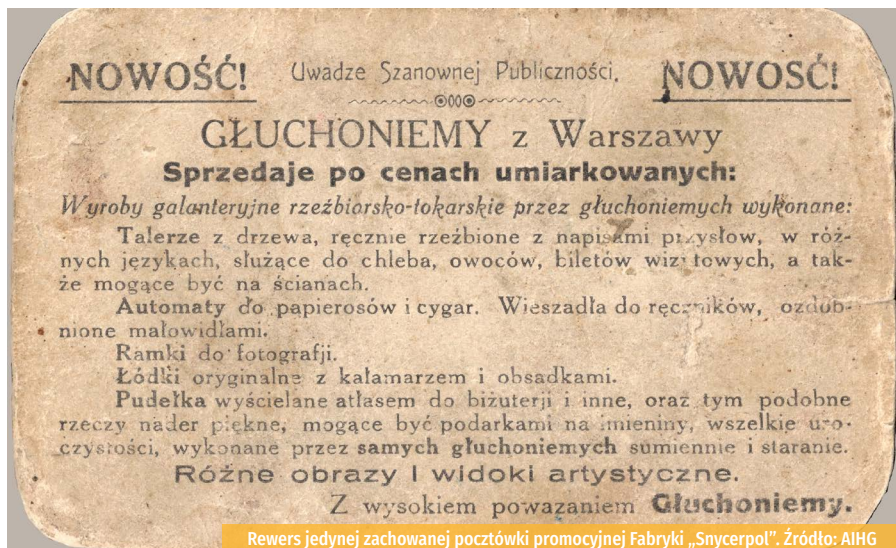 NOWOŚĆ! Uwadze Szanownej Publiczności. NOWOSĆ!
GŁUCHONIEMY z Warszawy
Sprzedaje po cenach umiarkowanych:
Wyroby galanteryjne rzeźbiarsko-tokarskie przez głuchoniemych wykonane:
Talerze z drzewa, ręcznie rzeźbione z napisami przysłow, w róż-
nych językach, służące do chleba, owoców, biletów wizytowych, a tak-
że mogące być na ścianach.
Automaty do papierosów i cygar. Wieszadła do ręczników, ozdob-
nione malowidłami.
Ramki do fotografji.
Łódki oryginalne z kałamarzem i obsadkami.
Pudełka wyścielane atłasem do biżuterji i inne, oraz tym podobne
rzeczy nader piękne, mogące być podarkami na imieniny, wszelkie uro-
czystości, wykonane przez samych głuchoniemych sumiennie i staranie.
Różne obrazy I widoki artystyczne.
Z wysokiem poważaniem Głuchoniemy.
Rewers jedynej zachowanej pocztówki promocyjnej Fabryki „Snycerpol”. Źródło: AIHG